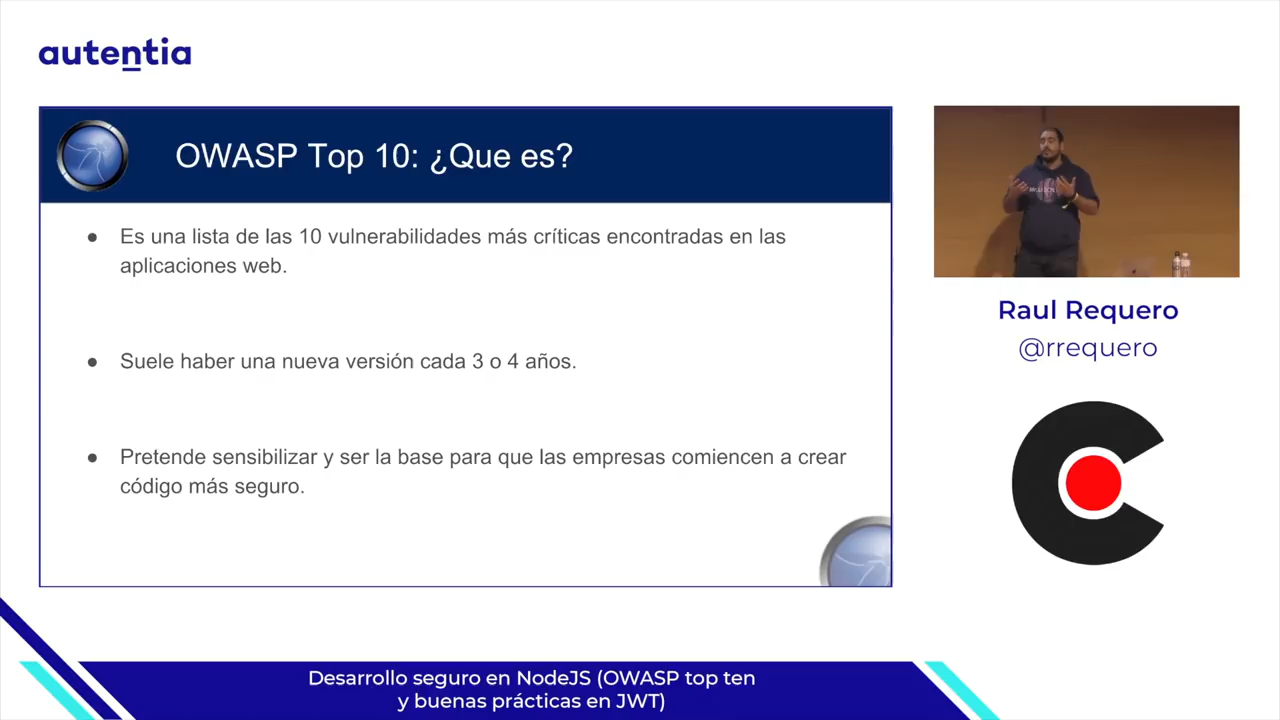 autentia
OWASP Top 10: ¿Que es?
● Es una lista de las 10 vulnerabilidades más críticas encontradas en las
aplicaciones web.
● Suele haber una nueva versión cada 3 o 4 años.
● Pretende sensibilizar y ser la base para que las empresas comiencen a crear
código más seguro.
Raul Requero
@rrequero
Desarrollo seguro en NodeJS (OWASP top ten
y buenas prácticas en JWT)